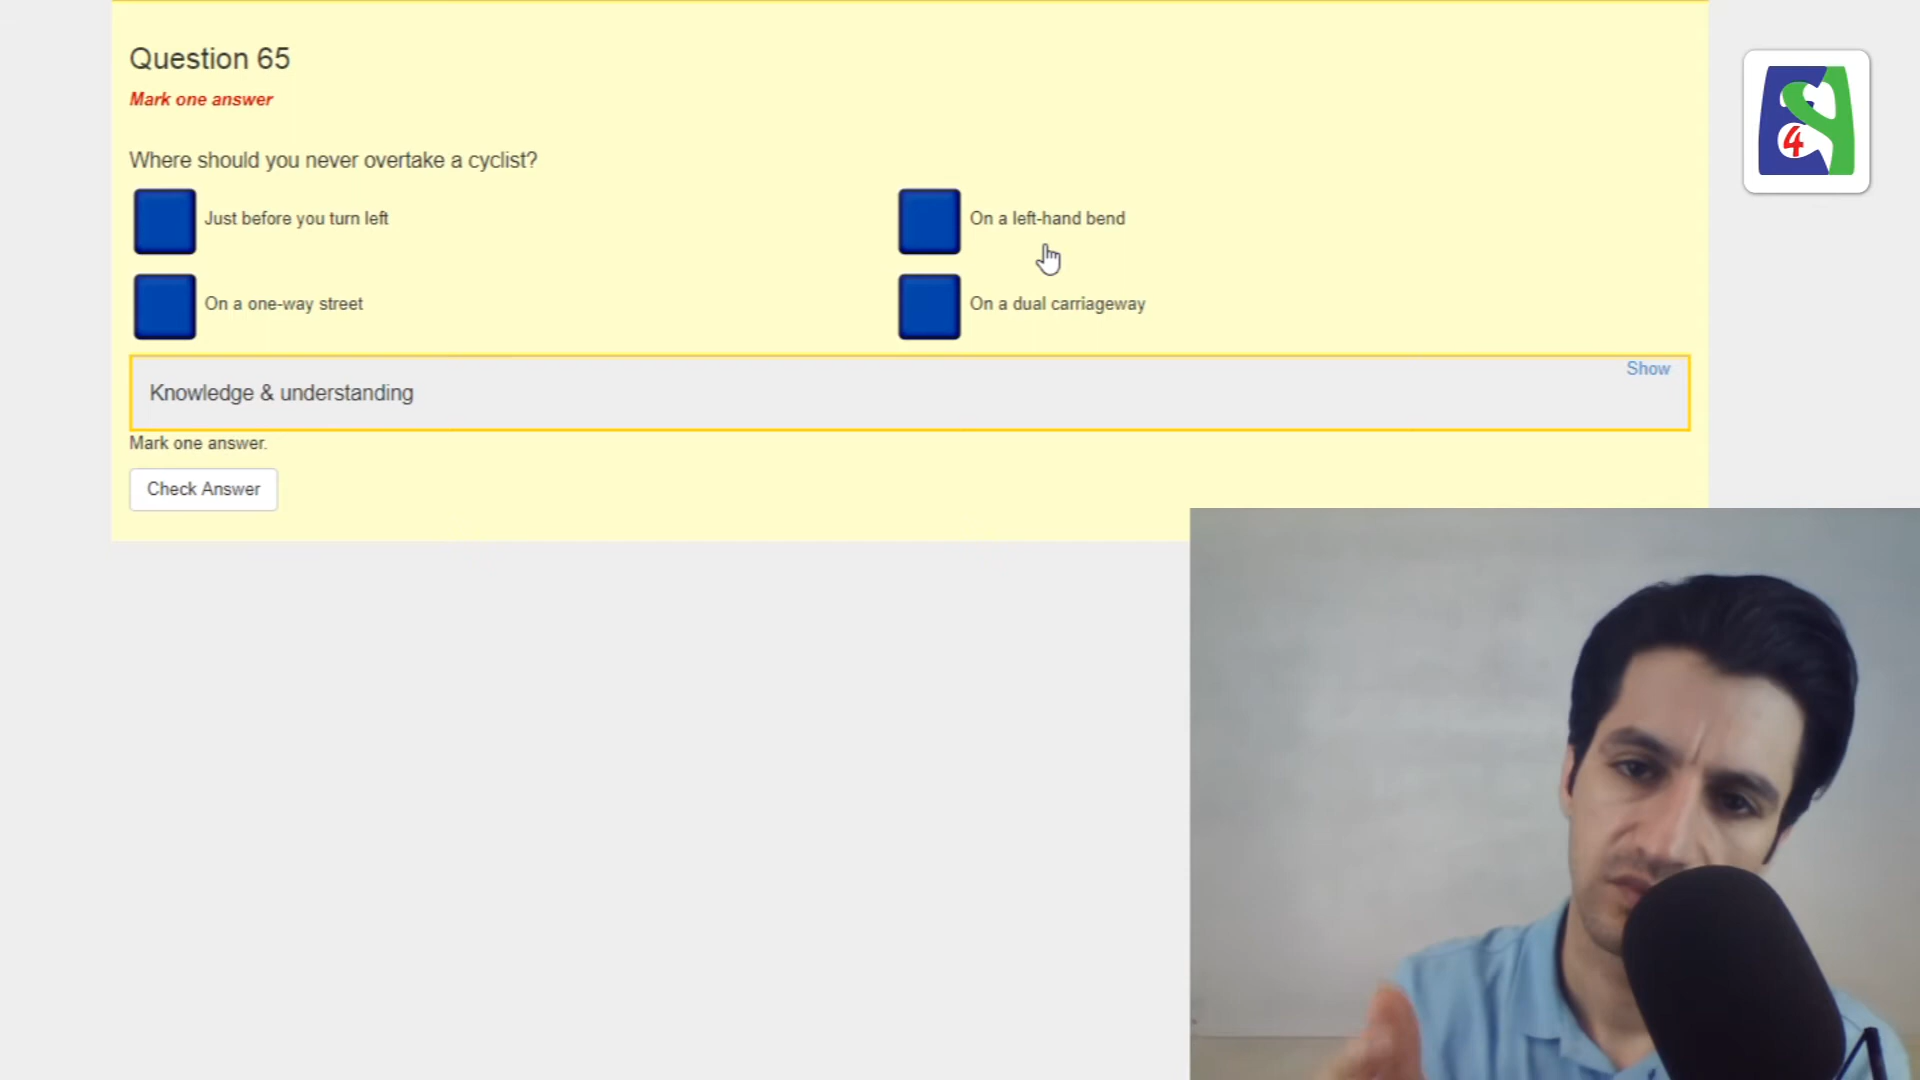 Question 65
Mark one answer
Where should you never overtake a cyclist?
Just before you turn left
On a left-hand bend
On a one-way street
On a dual carriageway
Show
Knowledge & understanding
Mark one answer.
Check Answer
4